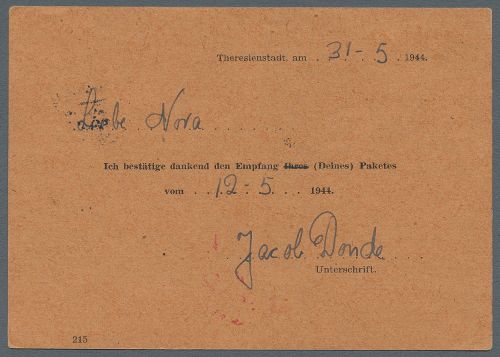 Theresienstadt, am 31-5 1944.
Liebe Nora
Ich bestätige dankend den Empfang Ihres (Deines) Paketes
vom 12-5 1944.
Jacob Donde
Unterschrift.
215